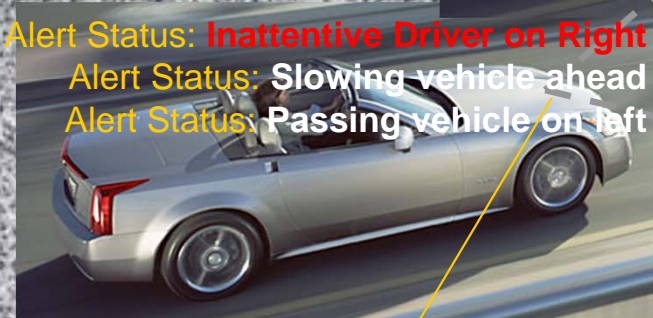 Alert Status: Inattentive Driver on Right
Alert Status: Slowing vehicle ahead
Alert Status: Passing vehicle on left